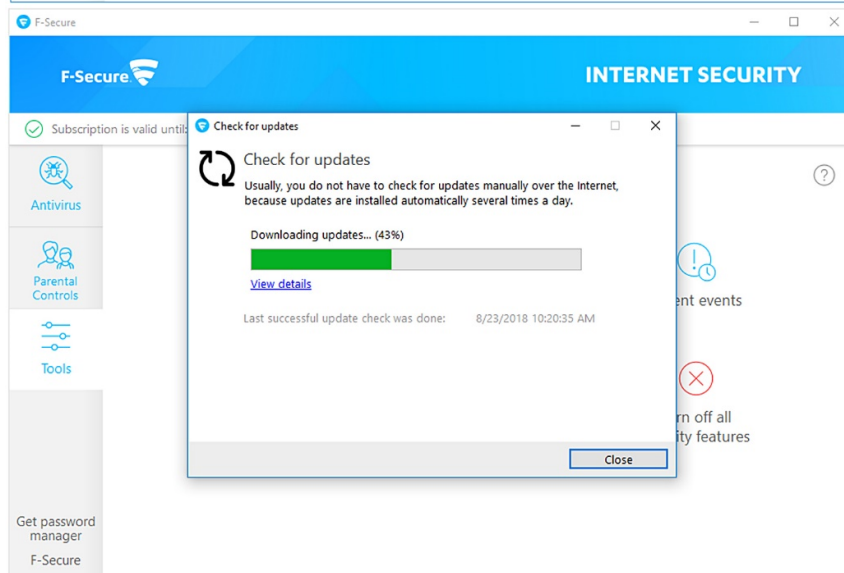 F-Secure
F-Secure
INTERNET SECURITY
Subscription is valid until:
Check for updates
Check for updates
Usually, you do not have to check for updates manually over the Internet,
because updates are installed automatically several times a day.
Downloading updates... (43%)
View details
Last successful update check was done: 8/23/2018 10:20:35 AM
Close
Antivirus
Parental
Controls
Tools
Get password
manager
F-Secure
?
ent events
rn off all
ity features